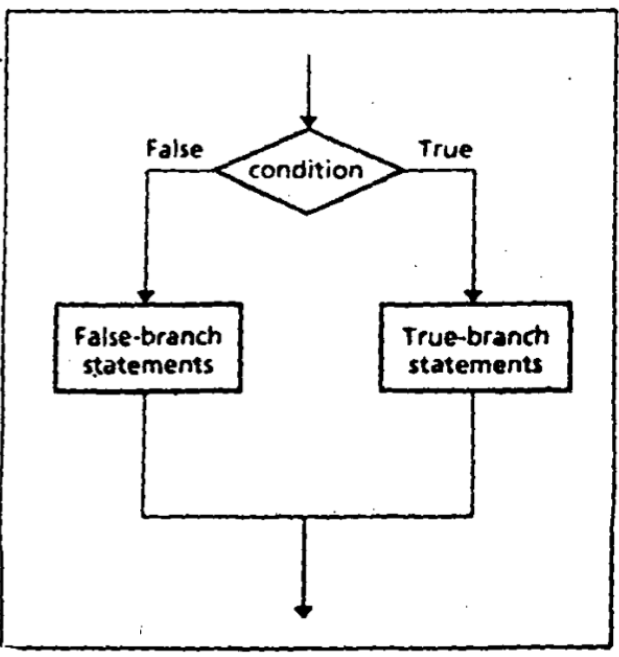 False
True
condition
False-branch
statements
True-branch
statements